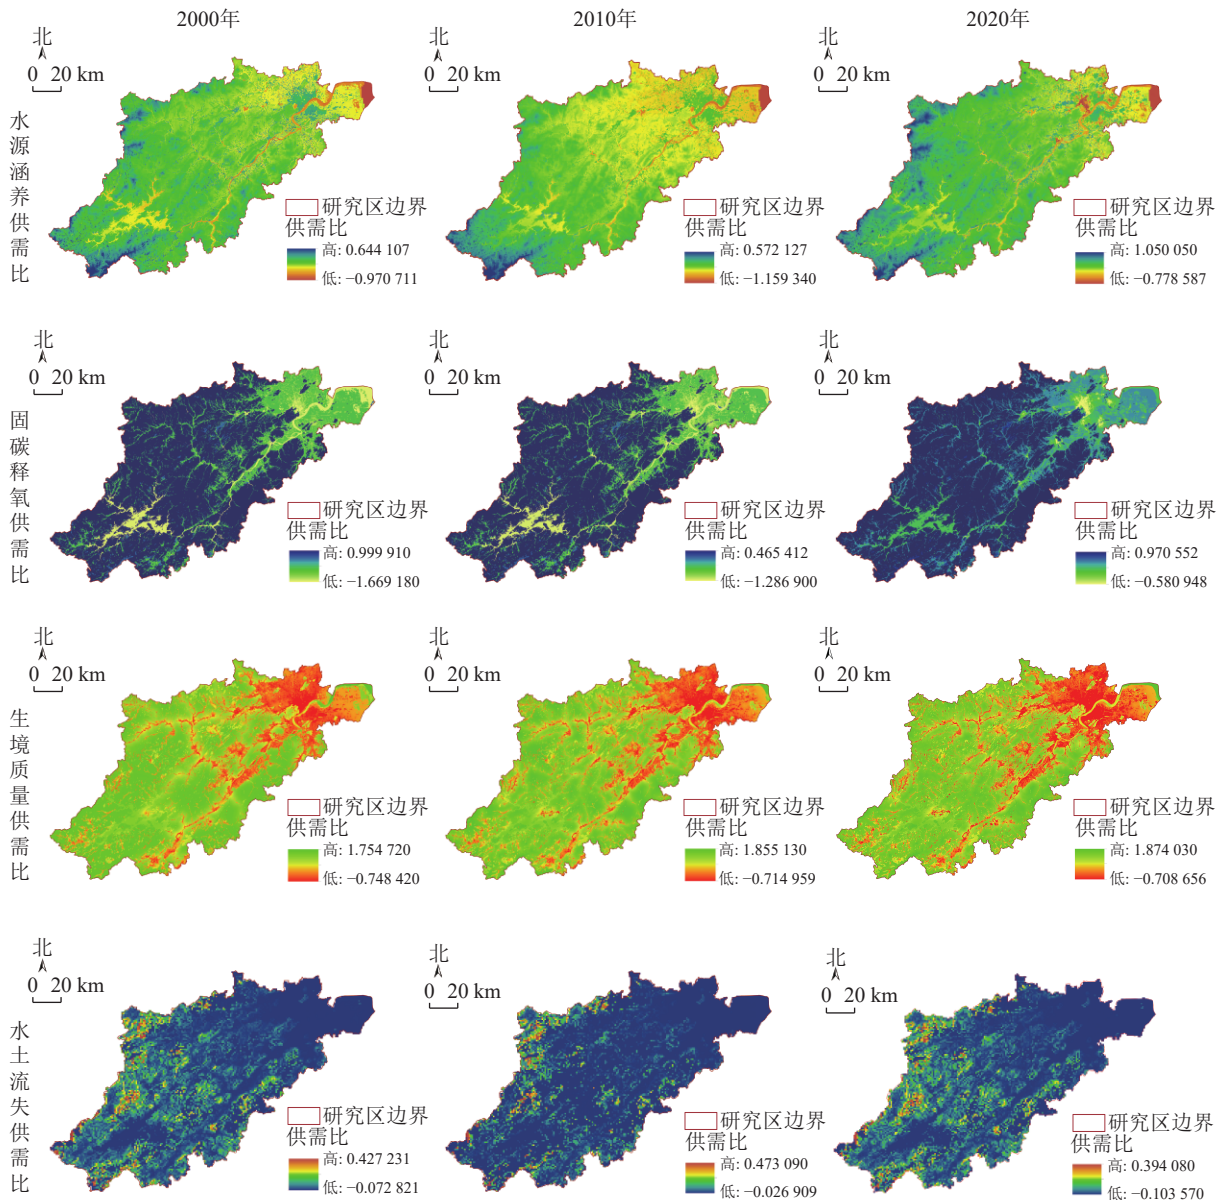 2000年
2010年
2020年
水源涵养供需比
北
0 20 km
研究区边界
供需比
高: 0.644 107
低: −0.970 711
北
0 20 km
研究区边界
供需比
高: 0.572 127
低: −1.159 340
北
0 20 km
研究区边界
供需比
高: 1.050 050
低: −0.778 587
固碳释氧供需比
北
0 20 km
研究区边界
供需比
高: 0.999 910
低: −1.669 180
北
0 20 km
研究区边界
供需比
高: 0.465 412
低: −1.286 900
北
0 20 km
研究区边界
供需比
高: 0.970 552
低: −0.580 948
生境质量供需比
北
0 20 km
研究区边界
供需比
高: 1.754 720
低: −0.748 420
北
0 20 km
研究区边界
供需比
高: 1.855 130
低: −0.714 959
北
0 20 km
研究区边界
供需比
高: 1.874 030
低: −0.708 656
水土流失供需比
北
0 20 km
研究区边界
供需比
高: 0.427 231
低: −0.072 821
北
0 20 km
研究区边界
供需比
高: 0.473 090
低: −0.026 909
北
0 20 km
研究区边界
供需比
高: 0.394 080
低: −0.103 570